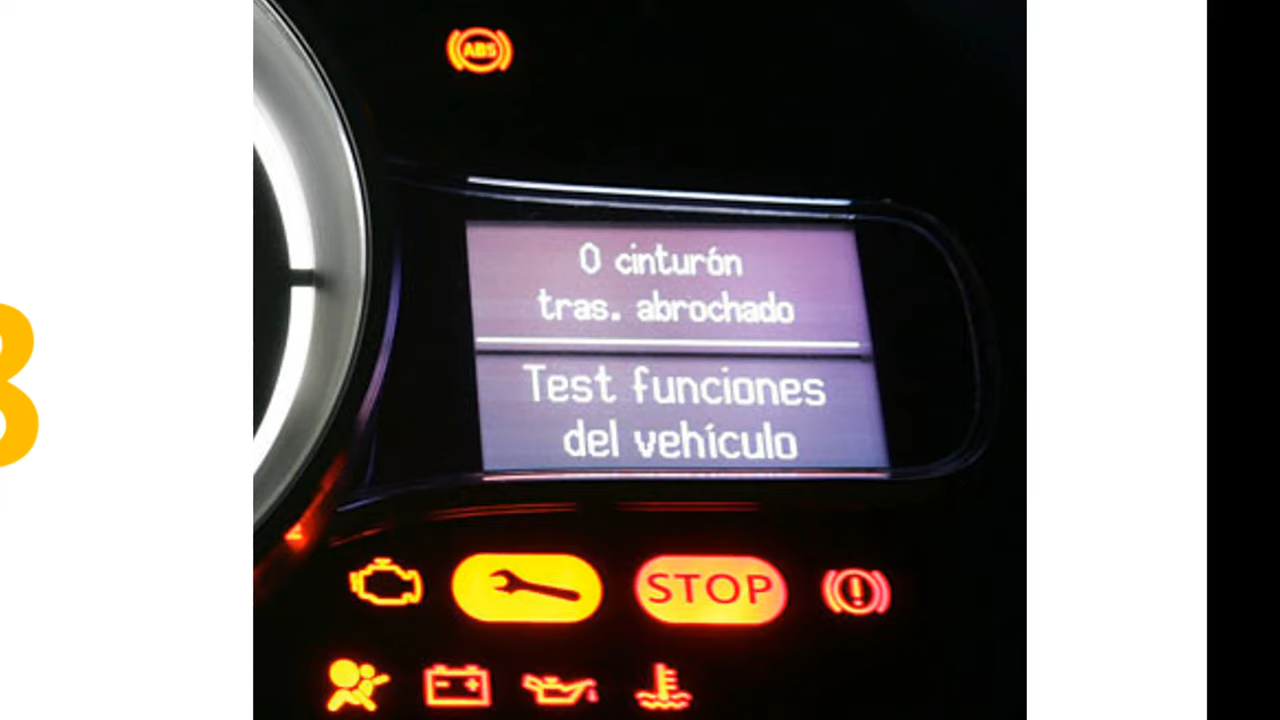 ABS
0 cinturón
tras. abrochado
Test funciones
del vehículo
STOP